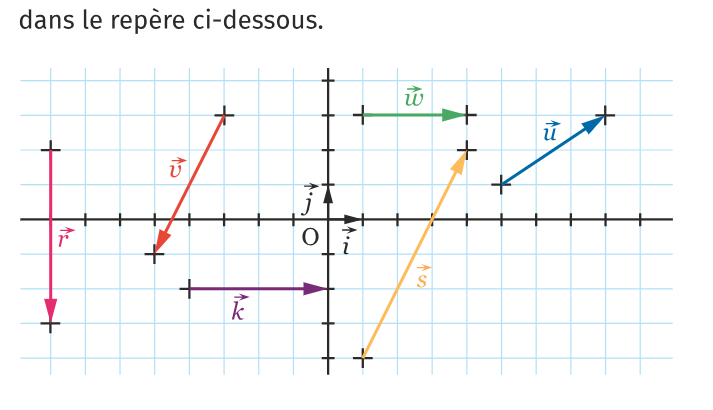 dans le repère ci-dessous.
w⃗
u⃗
v⃗
j⃗
r⃗
O
i⃗
s⃗
k⃗